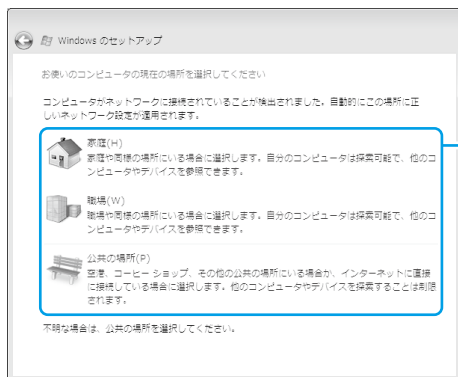 Windows のセットアップ
お使いのコンピュータの現在の場所を選択してください
コンピュータがネットワークに接続されていることが検出されました。自動的にこの場所に正
しいネットワーク設定が適用されます。
家庭(H)
家庭や同様の場所にいる場合に選択します。自分のコンピュータは探索可能で、他のコ
ンピュータやデバイスを参照できます。
職場(W)
職場や同様の場所にいる場合に選択します。自分のコンピュータは探索可能で、他のコ
ンピュータやデバイスを参照できます。
公共の場所(P)
空港、コーヒー ショップ、その他の公共の場所にいる場合か、インターネットに直接
に接続している場合に選択します。他のコンピュータやデバイスを探索することは制限
されます。
不明な場合は、公共の場所を選択してください。